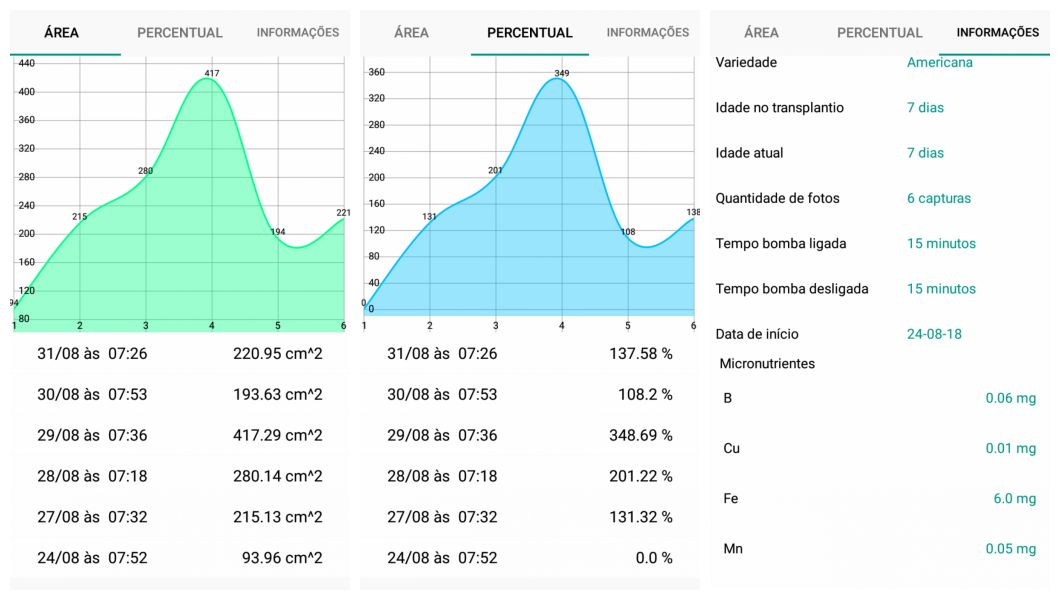 ÁREA PERCENTUAL INFORMAÇÕES
440
400
360
320
280
240
200
160
120
80
94
215
280
417
194
221
1 2 3 4 5 6
31/08 às 07:26 220.95 cm^2
30/08 às 07:53 193.63 cm^2
29/08 às 07:36 417.29 cm^2
28/08 às 07:18 280.14 cm^2
27/08 às 07:32 215.13 cm^2
24/08 às 07:52 93.96 cm^2
ÁREA PERCENTUAL INFORMAÇÕES
360
320
280
240
200
160
120
80
40
0
0
131
201
349
108
138
1 2 3 4 5 6
31/08 às 07:26 137.58 %
30/08 às 07:53 108.2 %
29/08 às 07:36 348.69 %
28/08 às 07:18 201.22 %
27/08 às 07:32 131.32 %
24/08 às 07:52 0.0 %
ÁREA PERCENTUAL INFORMAÇÕES
Variedade Americana
Idade no transplantio 7 dias
Idade atual 7 dias
Quantidade de fotos 6 capturas
Tempo bomba ligada 15 minutos
Tempo bomba desligada 15 minutos
Data de início 24-08-18
Micronutrientes
B 0.06 mg
Cu 0.01 mg
Fe 6.0 mg
Mn 0.05 mg